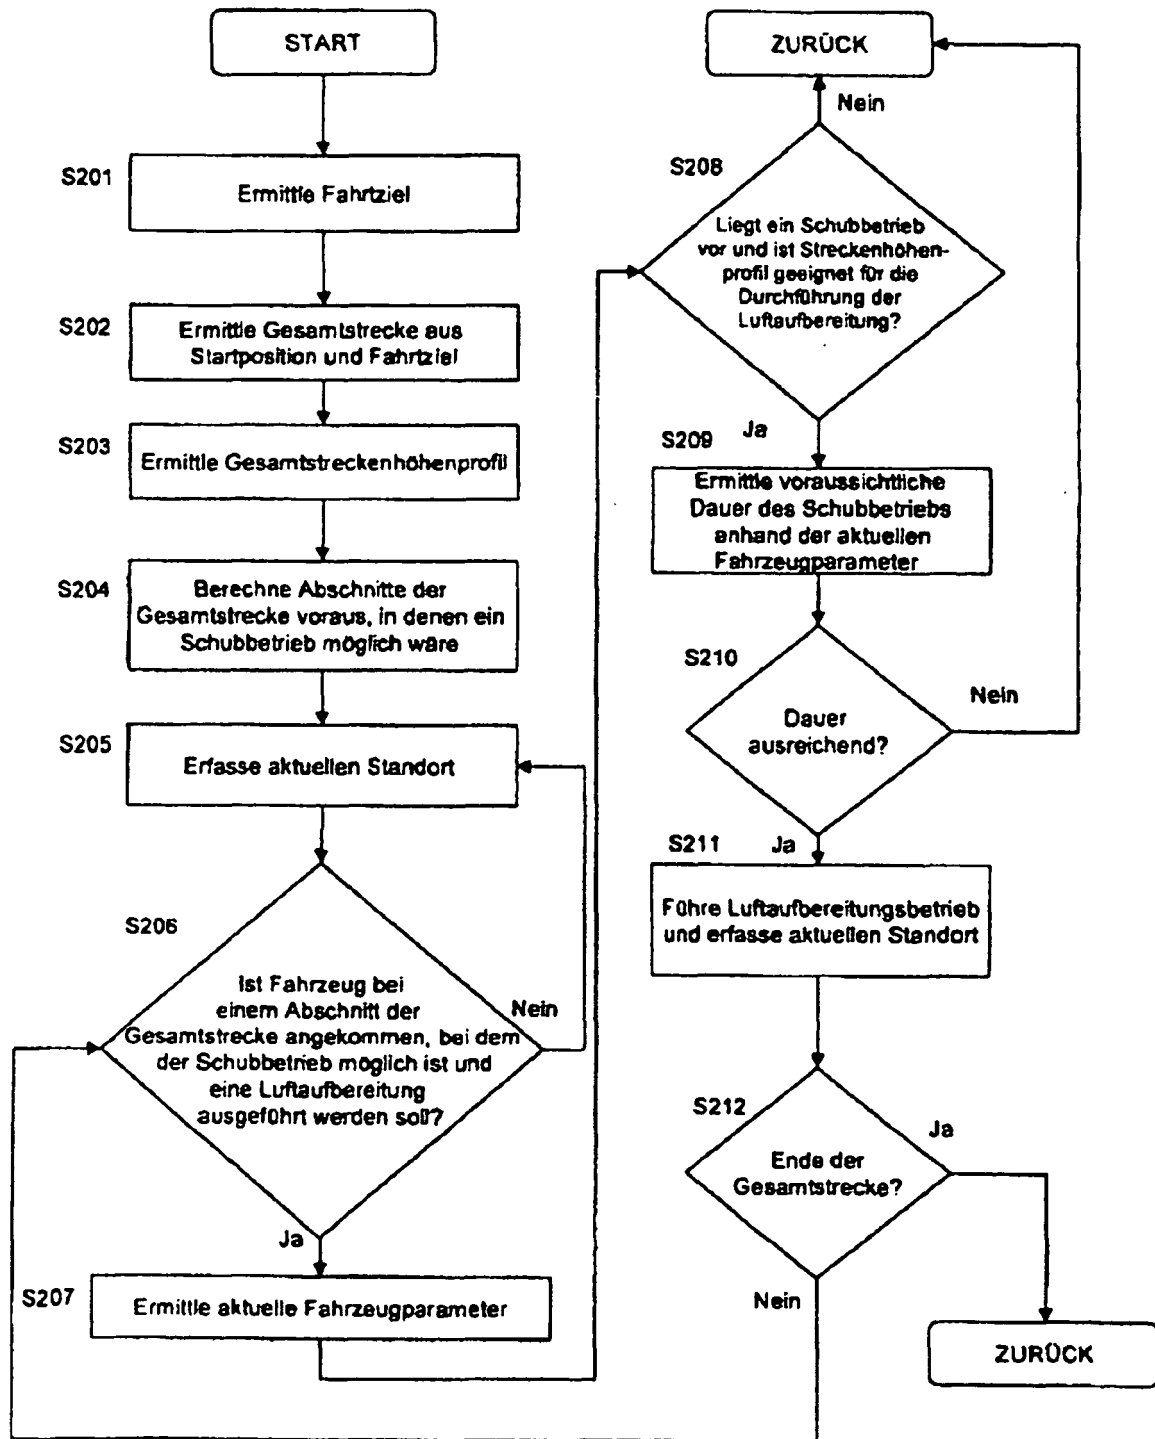 START
S201
Ermittle Fahrtziel
S202
Ermittle Gesamtstrecke aus
Startposition und Fahrtziel
S203
Ermittle Gesamtstreckenhöhenprofil
S204
Berechne Abschnitte der
Gesamtstrecke voraus, in denen ein
Schubbetrieb möglich wäre
S205
Erfasse aktuellen Standort
S206
Ist Fahrzeug bei
einem Abschnitt der
Gesamtstrecke angekommen, bei dem
der Schubbetrieb möglich ist und
eine Luftaufbereitung
ausgeführt werden soll?
Nein
Ja
S207
Ermittle aktuelle Fahrzeugparameter
ZURÜCK
Nein
S208
Liegt ein Schubbetrieb
vor und ist Streckenhöhen-
profil geeignet für die
Durchführung der
Luftaufbereitung?
Ja
S209
Ermittle voraussichtliche
Dauer des Schubbetriebs
anhand der aktuellen
Fahrzeugparameter
S210
Dauer
ausreichend?
Nein
Ja
S211
Führe Luftaufbereitungsbetrieb
und erfasse aktuellen Standort
S212
Ende der
Gesamtstrecke?
Ja
Nein
ZURÜCK